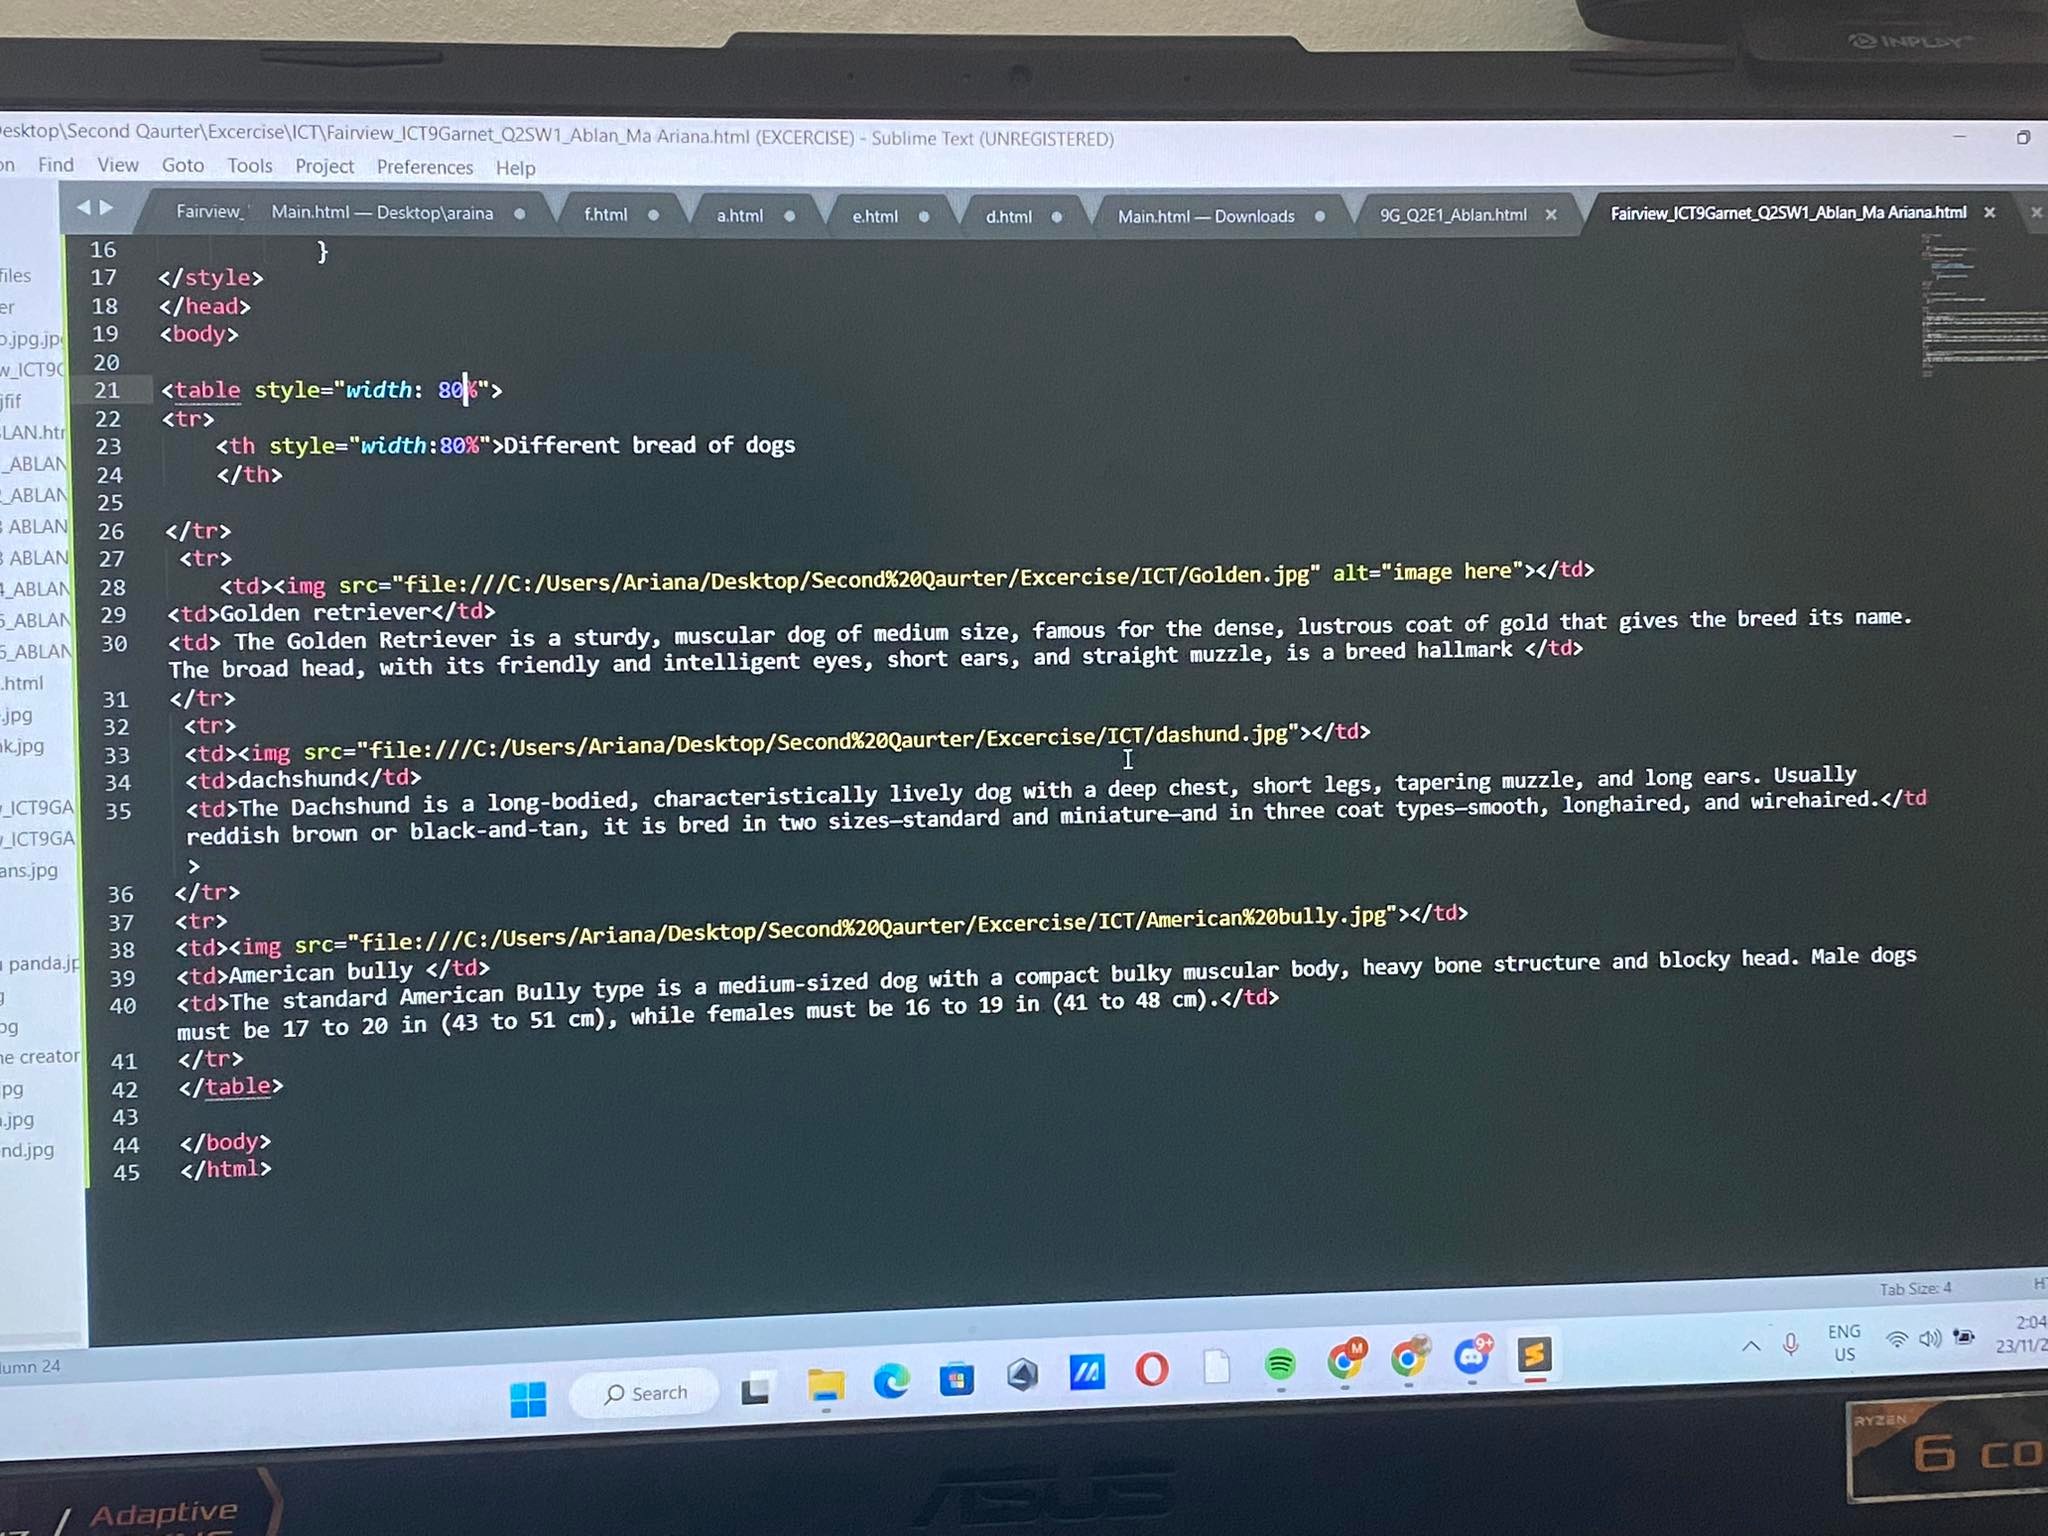 INPLAY
esktop\Second Qaurter\Excercise\ICT\Fairview_ICT9Garnet_Q2SW1_Ablan_Ma Ariana.html (EXCERCISE) - Sublime Text (UNREGISTERED)
on Find View Goto Tools Project Preferences Help
Fairview_ Main.html — Desktop\araina f.html a.html e.html d.html Main.html — Downloads 9G_Q2E1_Ablan.html Fairview_ICT9Garnet_Q2SW1_Ablan_Ma Ariana.html
16 }
17 </style>
18 </head>
19 <body>
20
21 <table style="width: 80%">
22 <tr>
23 <th style="width:80%">Different bread of dogs
24 </th>
25
26 </tr>
27 <tr>
28 <td><img src="file:///C:/Users/Ariana/Desktop/Second%20Qaurter/Excercise/ICT/Golden.jpg" alt="image here"></td>
29 <td>Golden retriever</td>
30 <td> The Golden Retriever is a sturdy, muscular dog of medium size, famous for the dense, lustrous coat of gold that gives the breed its name.
The broad head, with its friendly and intelligent eyes, short ears, and straight muzzle, is a breed hallmark </td>
31 </tr>
32 <tr>
33 <td><img src="file:///C:/Users/Ariana/Desktop/Second%20Qaurter/Excercise/ICT/dashund.jpg"></td>
34 <td>dachshund</td>
35 <td>The Dachshund is a long-bodied, characteristically lively dog with a deep chest, short legs, tapering muzzle, and long ears. Usually
reddish brown or black-and-tan, it is bred in two sizes—standard and miniature—and in three coat types—smooth, longhaired, and wirehaired.</td
>
36 </tr>
37 <tr>
38 <td><img src="file:///C:/Users/Ariana/Desktop/Second%20Qaurter/Excercise/ICT/American%20bully.jpg"></td>
39 <td>American bully </td>
40 <td>The standard American Bully type is a medium-sized dog with a compact bulky muscular body, heavy bone structure and blocky head. Male dogs
must be 17 to 20 in (43 to 51 cm), while females must be 16 to 19 in (41 to 48 cm).</td>
41 </tr>
42 </table>
43
44 </body>
45 </html>
files
er
o.jpg.jp
w_ICT9G
jfif
LAN.htm
_ABLAN
_ABLAN
ABLAN
ABLAN
4_ABLAN
5_ABLAN
6_ABLAN
.html
.jpg
k.jpg
_ICT9GA
_ICT9GA
ans.jpg
panda.jp
g
og
ne creator
pg
.jpg
nd.jpg
Tab Size: 4
umn 24
Search
M
9+
ENG
US
2:04
23/11/2
ASUS
Adaptive
RYZEN
6 CO